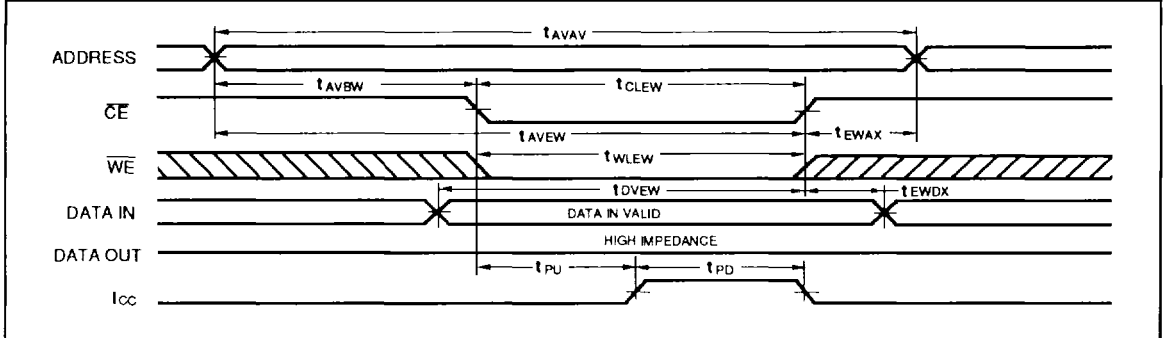 tAVAV
ADDRESS
tAVBW
tCLEW
CE
tAVEW
tEWAX
WE
tWLEW
tDVEW
tEWDX
DATA IN
DATA IN VALID
HIGH IMPEDANCE
DATA OUT
tPU
tPD
Icc